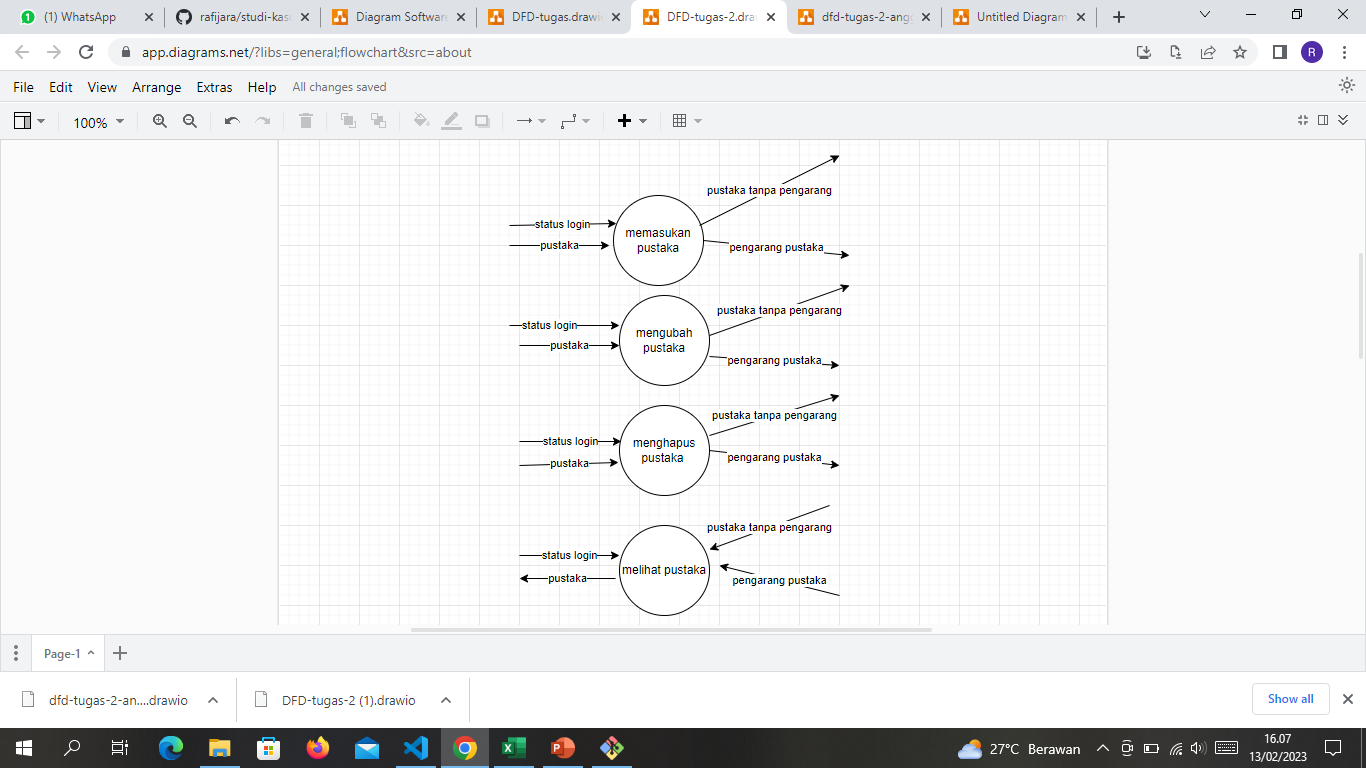 (1) WhatsApp
rafijara/studi-kas
Diagram Software
DFD-tugas.drawio
DFD-tugas-2.dra
dfd-tugas-2-angg
Untitled Diagram
app.diagrams.net/?libs=general;flowchart&src=about
R
File Edit View Arrange Extras Help All changes saved
100%
pustaka tanpa pengarang
status login
memasukan
pustaka
pustaka
pengarang pustaka
pustaka tanpa pengarang
status login
mengubah
pustaka
pustaka
pengarang pustaka
pustaka tanpa pengarang
status login
menghapus
pustaka
pustaka
pengarang pustaka
pustaka tanpa pengarang
status login
melihat pustaka
pustaka
pengarang pustaka
Page-1
dfd-tugas-2-an....drawio
DFD-tugas-2 (1).drawio
Show all
27°C Berawan
16.07
13/02/2023